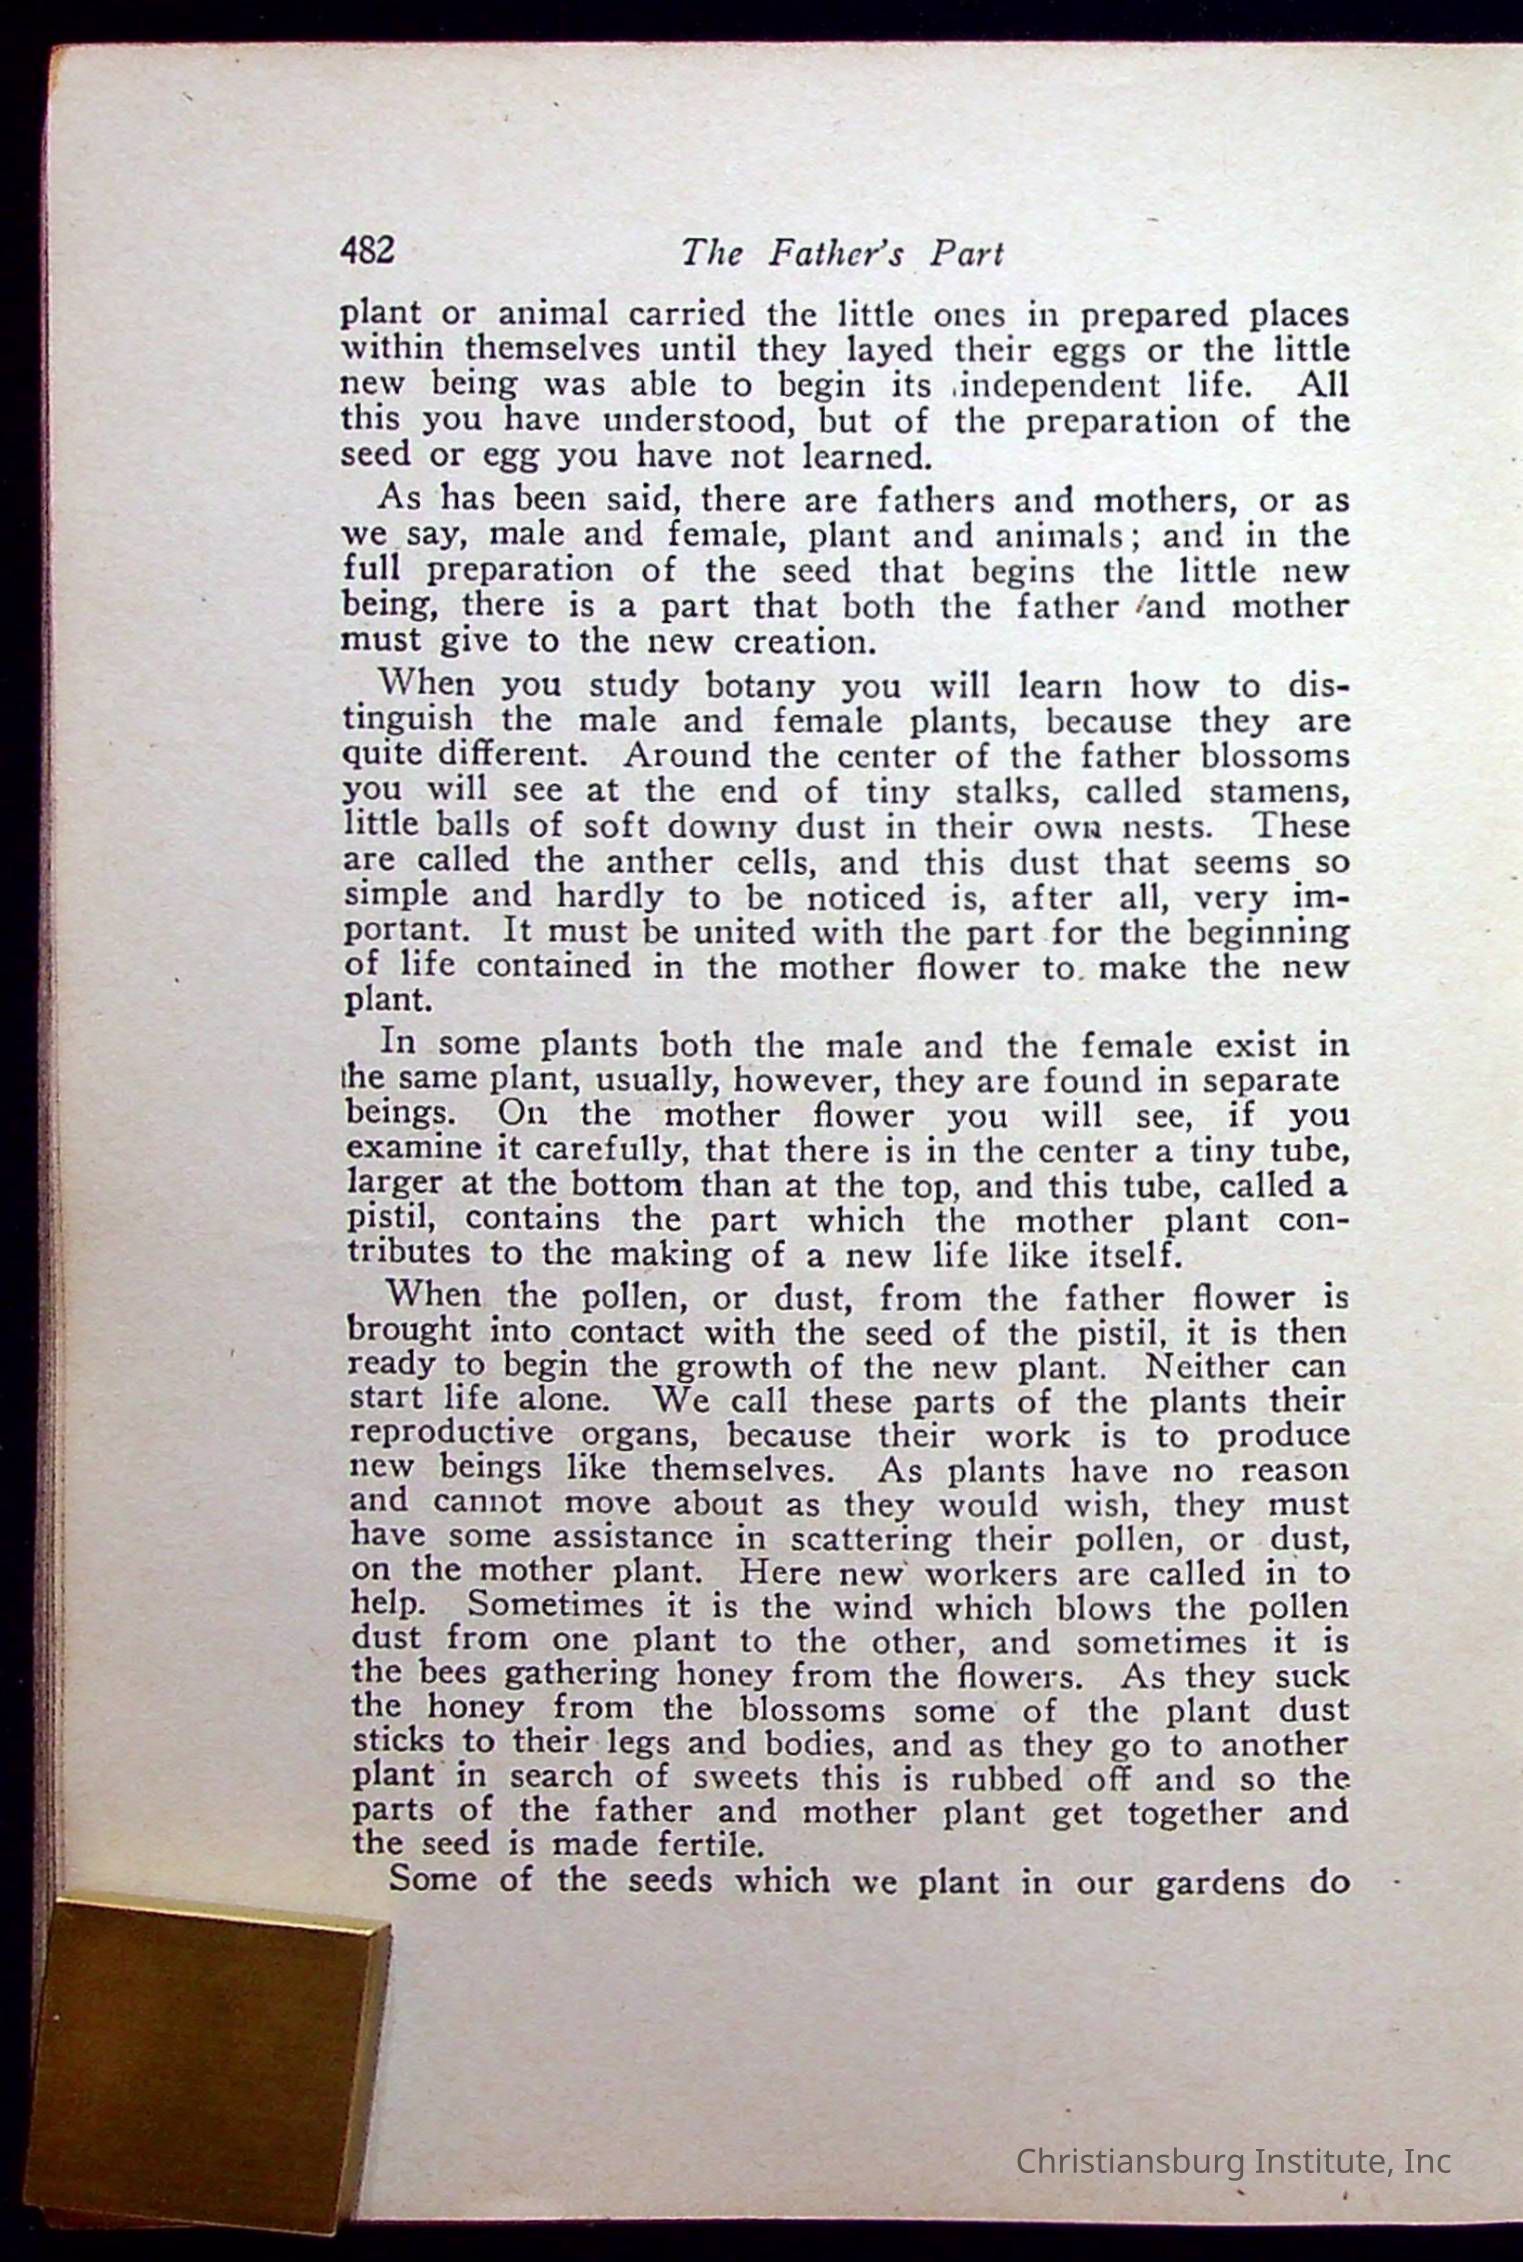 482 The Father's Part
plant or animal carried the little ones in prepared places
within themselves until they layed their eggs or the little
new being was able to begin its independent life. All
this you have understood, but of the preparation of the
seed or egg you have not learned.
As has been said, there are fathers and mothers, or as
we say, male and female, plant and animals; and in the
full preparation of the seed that begins the little new
being, there is a part that both the father and mother
must give to the new creation.
When you study botany you will learn how to dis-
tinguish the male and female plants, because they are
quite different. Around the center of the father blossoms
you will see at the end of tiny stalks, called stamens,
little balls of soft downy dust in their own nests. These
are called the anther cells, and this dust that seems so
simple and hardly to be noticed is, after all, very im-
portant. It must be united with the part for the beginning
of life contained in the mother flower to make the new
plant.
In some plants both the male and the female exist in
the same plant, usually, however, they are found in separate
beings. On the mother flower you will see, if you
examine it carefully, that there is in the center a tiny tube,
larger at the bottom than at the top, and this tube, called a
pistil, contains the part which the mother plant con-
tributes to the making of a new life like itself.
When the pollen, or dust, from the father flower is
brought into contact with the seed of the pistil, it is then
ready to begin the growth of the new plant. Neither can
start life alone. We call these parts of the plants their
reproductive organs, because their work is to produce
new beings like themselves. As plants have no reason
and cannot move about as they would wish, they must
have some assistance in scattering their pollen, or dust,
on the mother plant. Here new workers are called in to
help. Sometimes it is the wind which blows the pollen
dust from one plant to the other, and sometimes it is
the bees gathering honey from the flowers. As they suck
the honey from the blossoms some of the plant dust
sticks to their legs and bodies, and as they go to another
plant in search of sweets this is rubbed off and so the
parts of the father and mother plant get together and
the seed is made fertile.
Some of the seeds which we plant in our gardens do
Christiansburg Institute, Inc